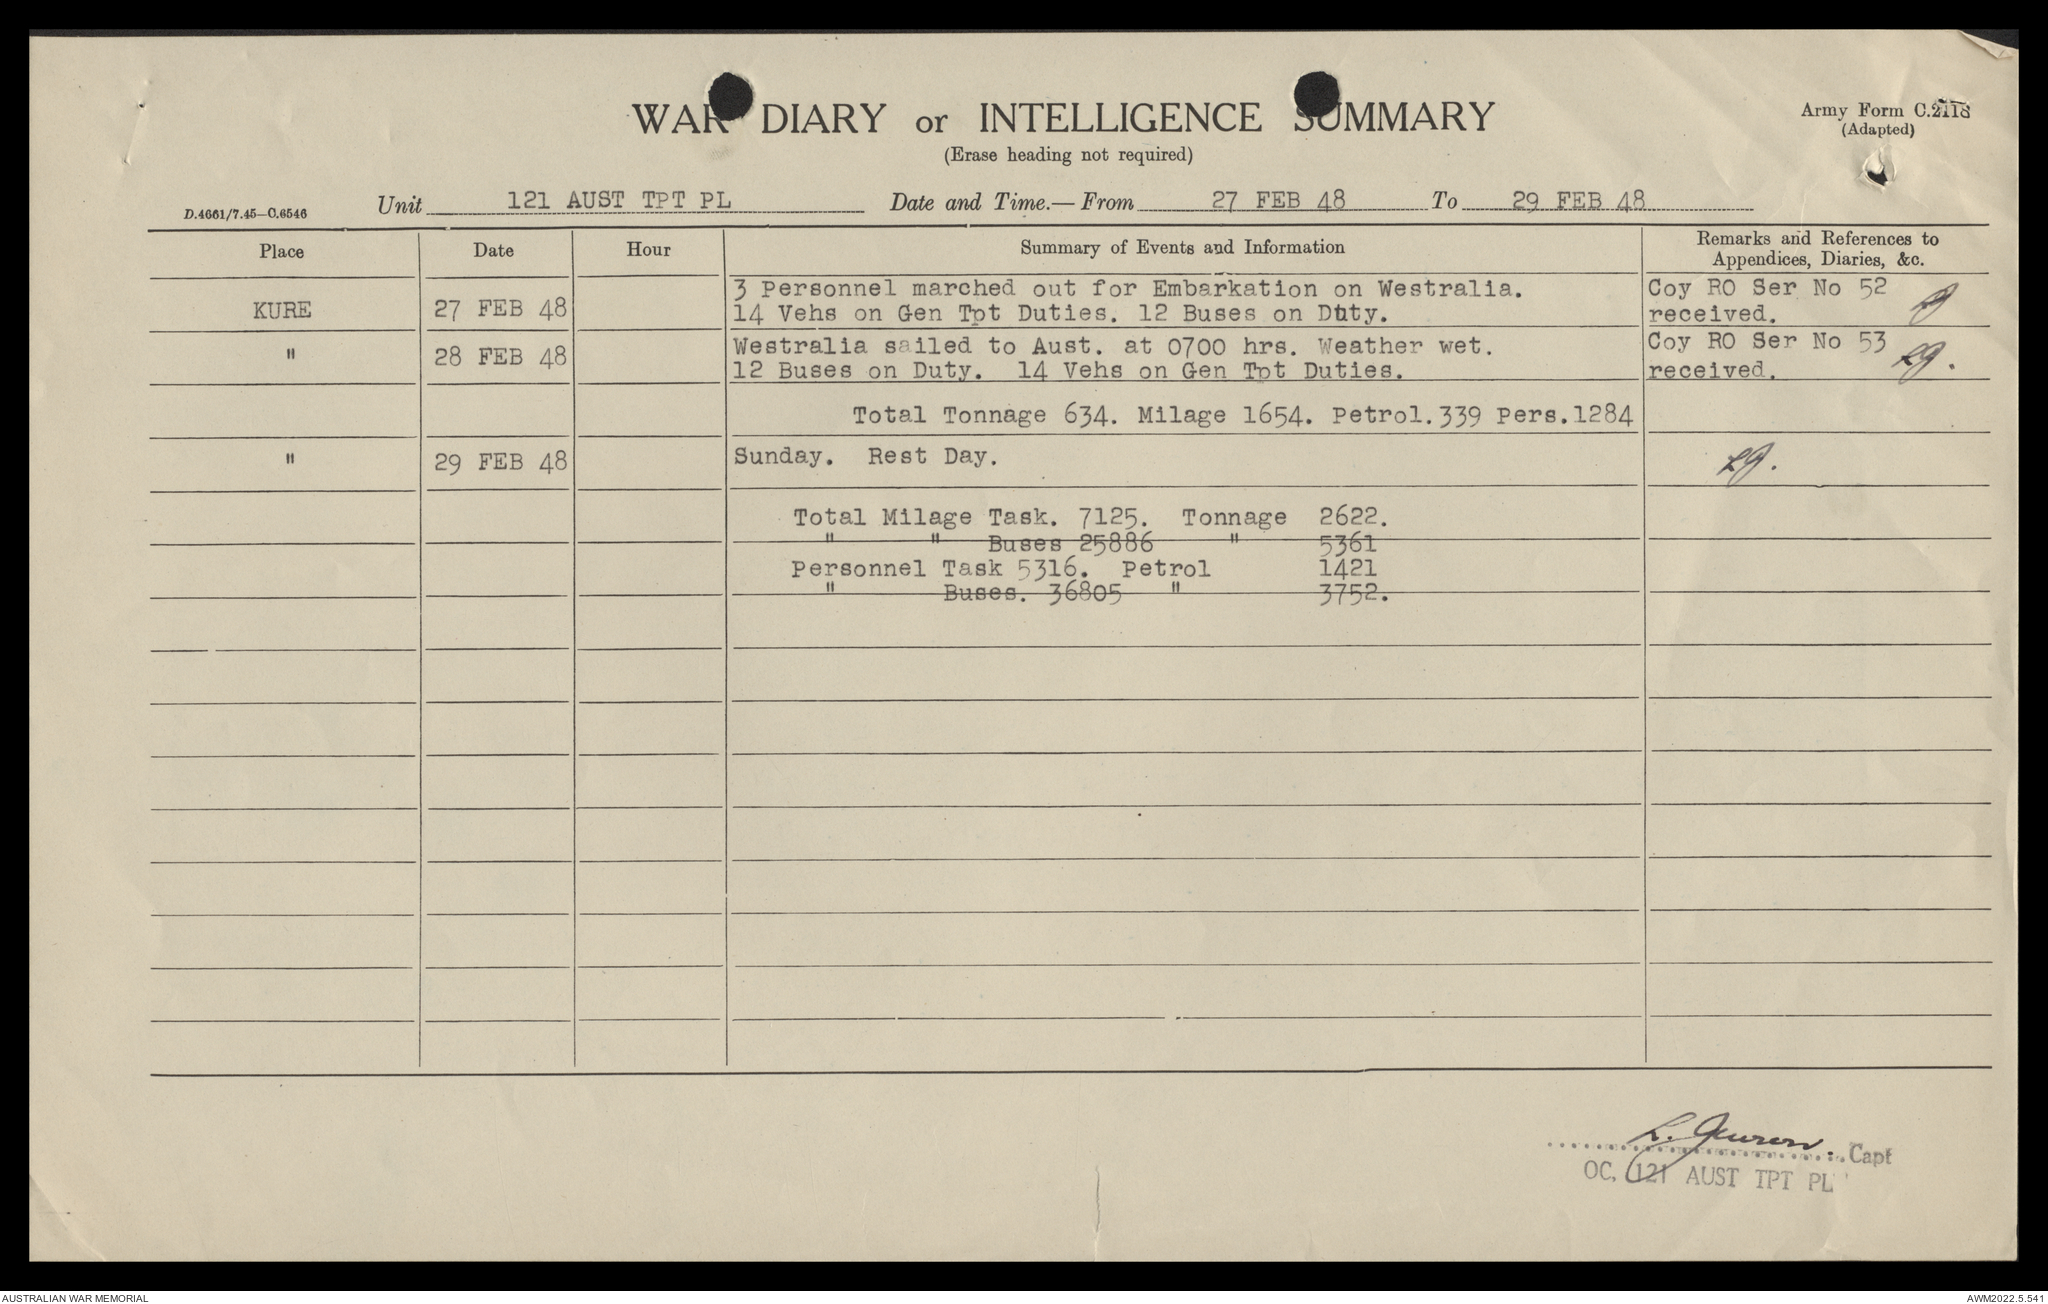 WAR DIARY or INTELLIGENCE SUMMARY
(Erase heading not required)
Army Form C.2118
(Adapted)
D.4661/7.45—C.6546
Unit 121 AUST TPT PL Date and Time.—From 27 FEB 48 To 29 FEB 48
Place Date Hour Summary of Events and Information Remarks and References to
Appendices, Diaries, &c.
3 Personnel marched out for Embarkation on Westralia. Coy RO Ser No 52
KURE 27 FEB 48 14 Vehs on Gen Tpt Duties. 12 Buses on Duty. received.
Westralia sailed to Aust. at 0700 hrs. Weather wet. Coy RO Ser No 53
" 28 FEB 48 12 Buses on Duty. 14 Vehs on Gen Tpt Duties. received. LG.
Total Tonnage 634. Milage 1654. Petrol.339 Pers.1284
" 29 FEB 48 Sunday. Rest Day. LG.
Total Milage Task. 7125. Tonnage 2622.
" " Buses 25886 " 5361
Personnel Task 5316. Petrol 1421
" Buses. 36805 " 3752.
L. Capt
OC, 121 AUST TPT PL
AUSTRALIAN WAR MEMORIAL
AWM2022.5.541